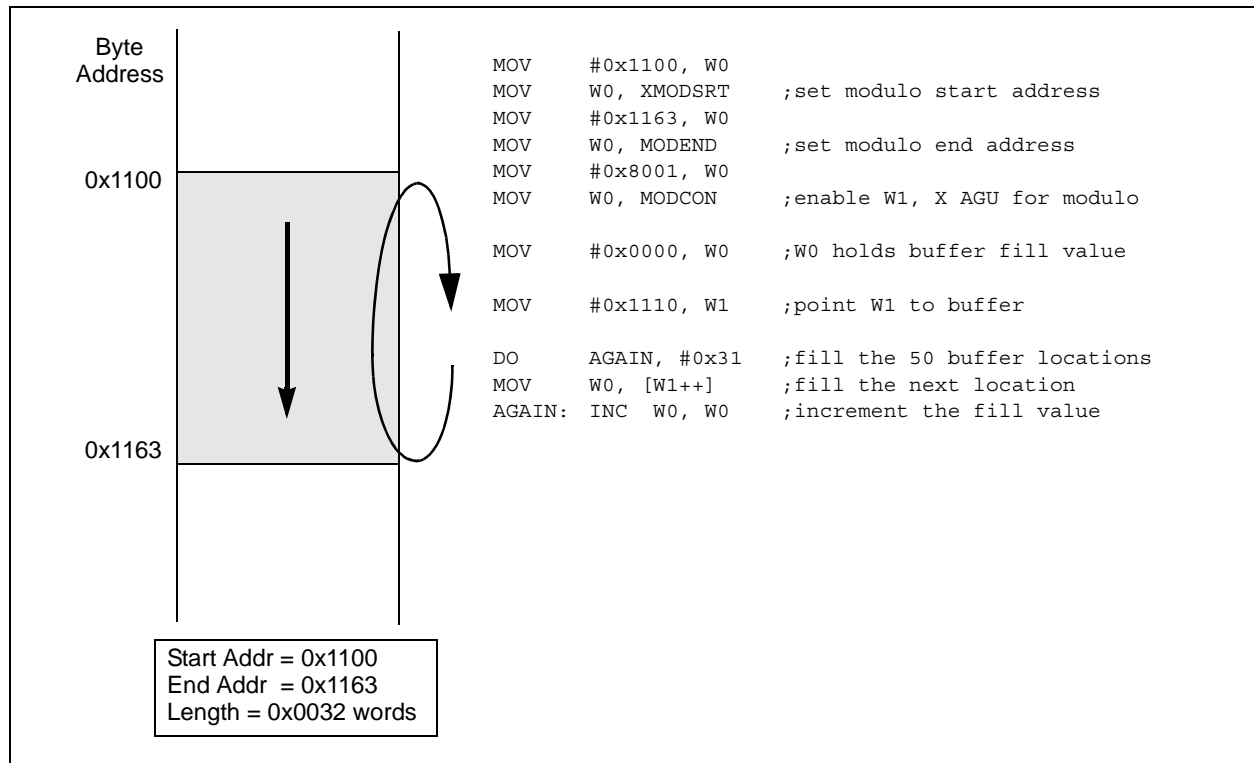 Byte
Address
0x1100
0x1163
MOV #0x1100, W0
MOV W0, XMODSRT ;set modulo start address
MOV #0x1163, W0
MOV W0, MODEND ;set modulo end address
MOV #0x8001, W0
MOV W0, MODCON ;enable W1, X AGU for modulo
MOV #0x0000, W0 ;W0 holds buffer fill value
MOV #0x1110, W1 ;point W1 to buffer
DO AGAIN, #0x31 ;fill the 50 buffer locations
MOV W0, [W1++] ;fill the next location
AGAIN: INC W0, W0 ;increment the fill value
Start Addr = 0x1100
End Addr = 0x1163
Length = 0x0032 words